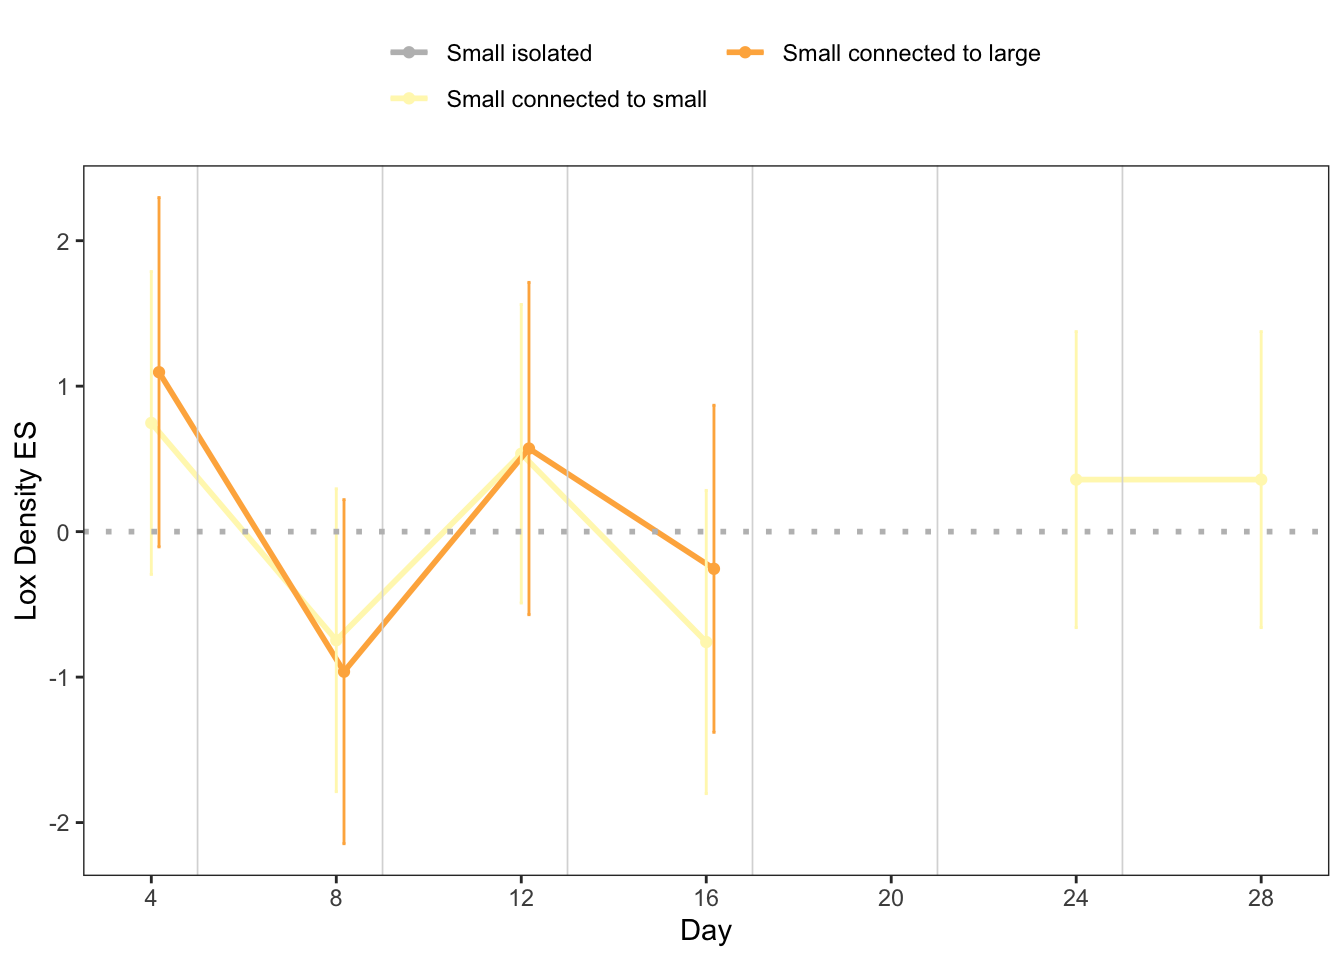 Small isolated
Small connected to large
Small connected to small
Lox Density ES
2
1
0
-1
-2
4 8 12 16 20 24 28
Day